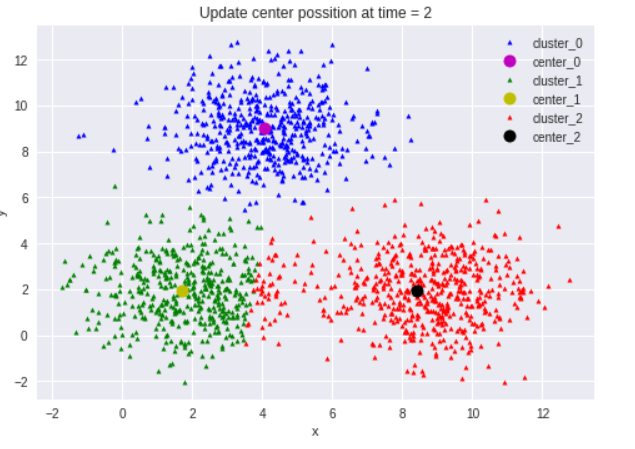 Update center possition at time = 2
cluster_0
center_0
cluster_1
center_1
cluster_2
center_2
12
10
8
6
4
2
0
−2
y
−2 0 2 4 6 8 10 12
x